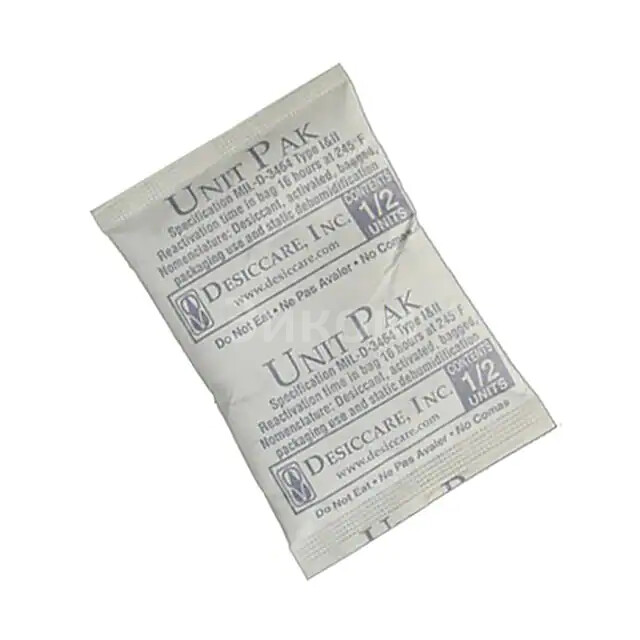 UNIT PAK
Specification MIL-D-3464 Type I&II
Reactivation time in bag 16 hours at 245°F
Nomenclature: Desiccant, activated, bagged,
packaging use and static dehumidification
DESICCARE, INC.
www.desiccare.com
CONTENTS
1/2
UNITS
Do Not Eat • Ne Pas Avaler • No Comas
UNIT PAK
Specification MIL-D-3464 Type I&II
Reactivation time in bag 16 hours at 245°F
Nomenclature: Desiccant, activated, bagged,
packaging use and static dehumidification
DESICCARE, INC.
www.desiccare.com
CONTENTS
1/2
UNITS
Do Not Eat • Ne Pas Avaler • No Comas